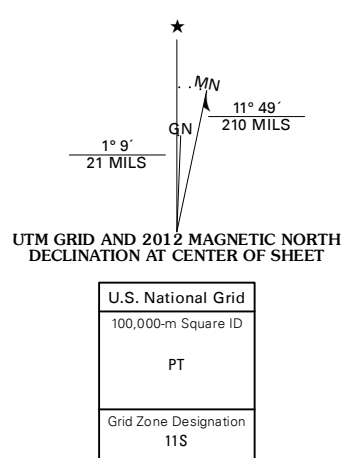 ★
MN
GN
11° 49´
210 MILS
1° 9´
21 MILS
UTM GRID AND 2012 MAGNETIC NORTH
DECLINATION AT CENTER OF SHEET
U.S. National Grid
100,000-m Square ID
PT
Grid Zone Designation
11S